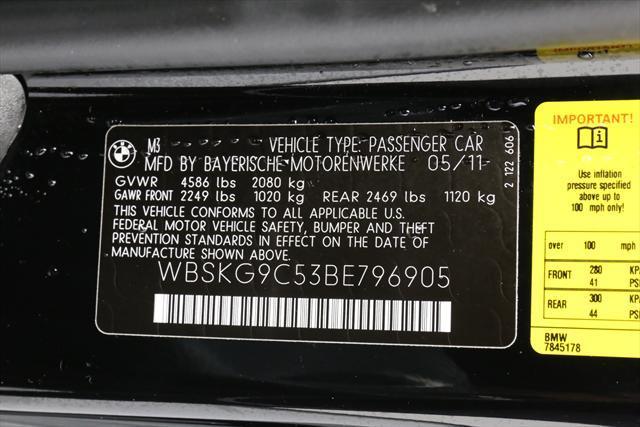 M3 VEHICLE TYPE: PASSENGER CAR
MFD BY BAYERISCHE-MOTORENWERKE 05/11
GVWR 4586 lbs 2080 kg
GAWR FRONT 2249 lbs 1020 kg REAR 2469 lbs 1120 kg
THIS VEHICLE CONFORMS TO ALL APPLICABLE U.S.
FEDERAL MOTOR VEHICLE SAFETY, BUMPER AND THEFT
PREVENTION STANDARDS IN EFFECT ON THE DATE OF
MANUFACTURE SHOWN ABOVE.
WBSKG9C53BE796905
2 122 606
IMPORTANT!
Use inflation
pressure specified
above up to
100 mph only!
over 100 mph
FRONT 280
41
REAR 300
44
BMW
7845178